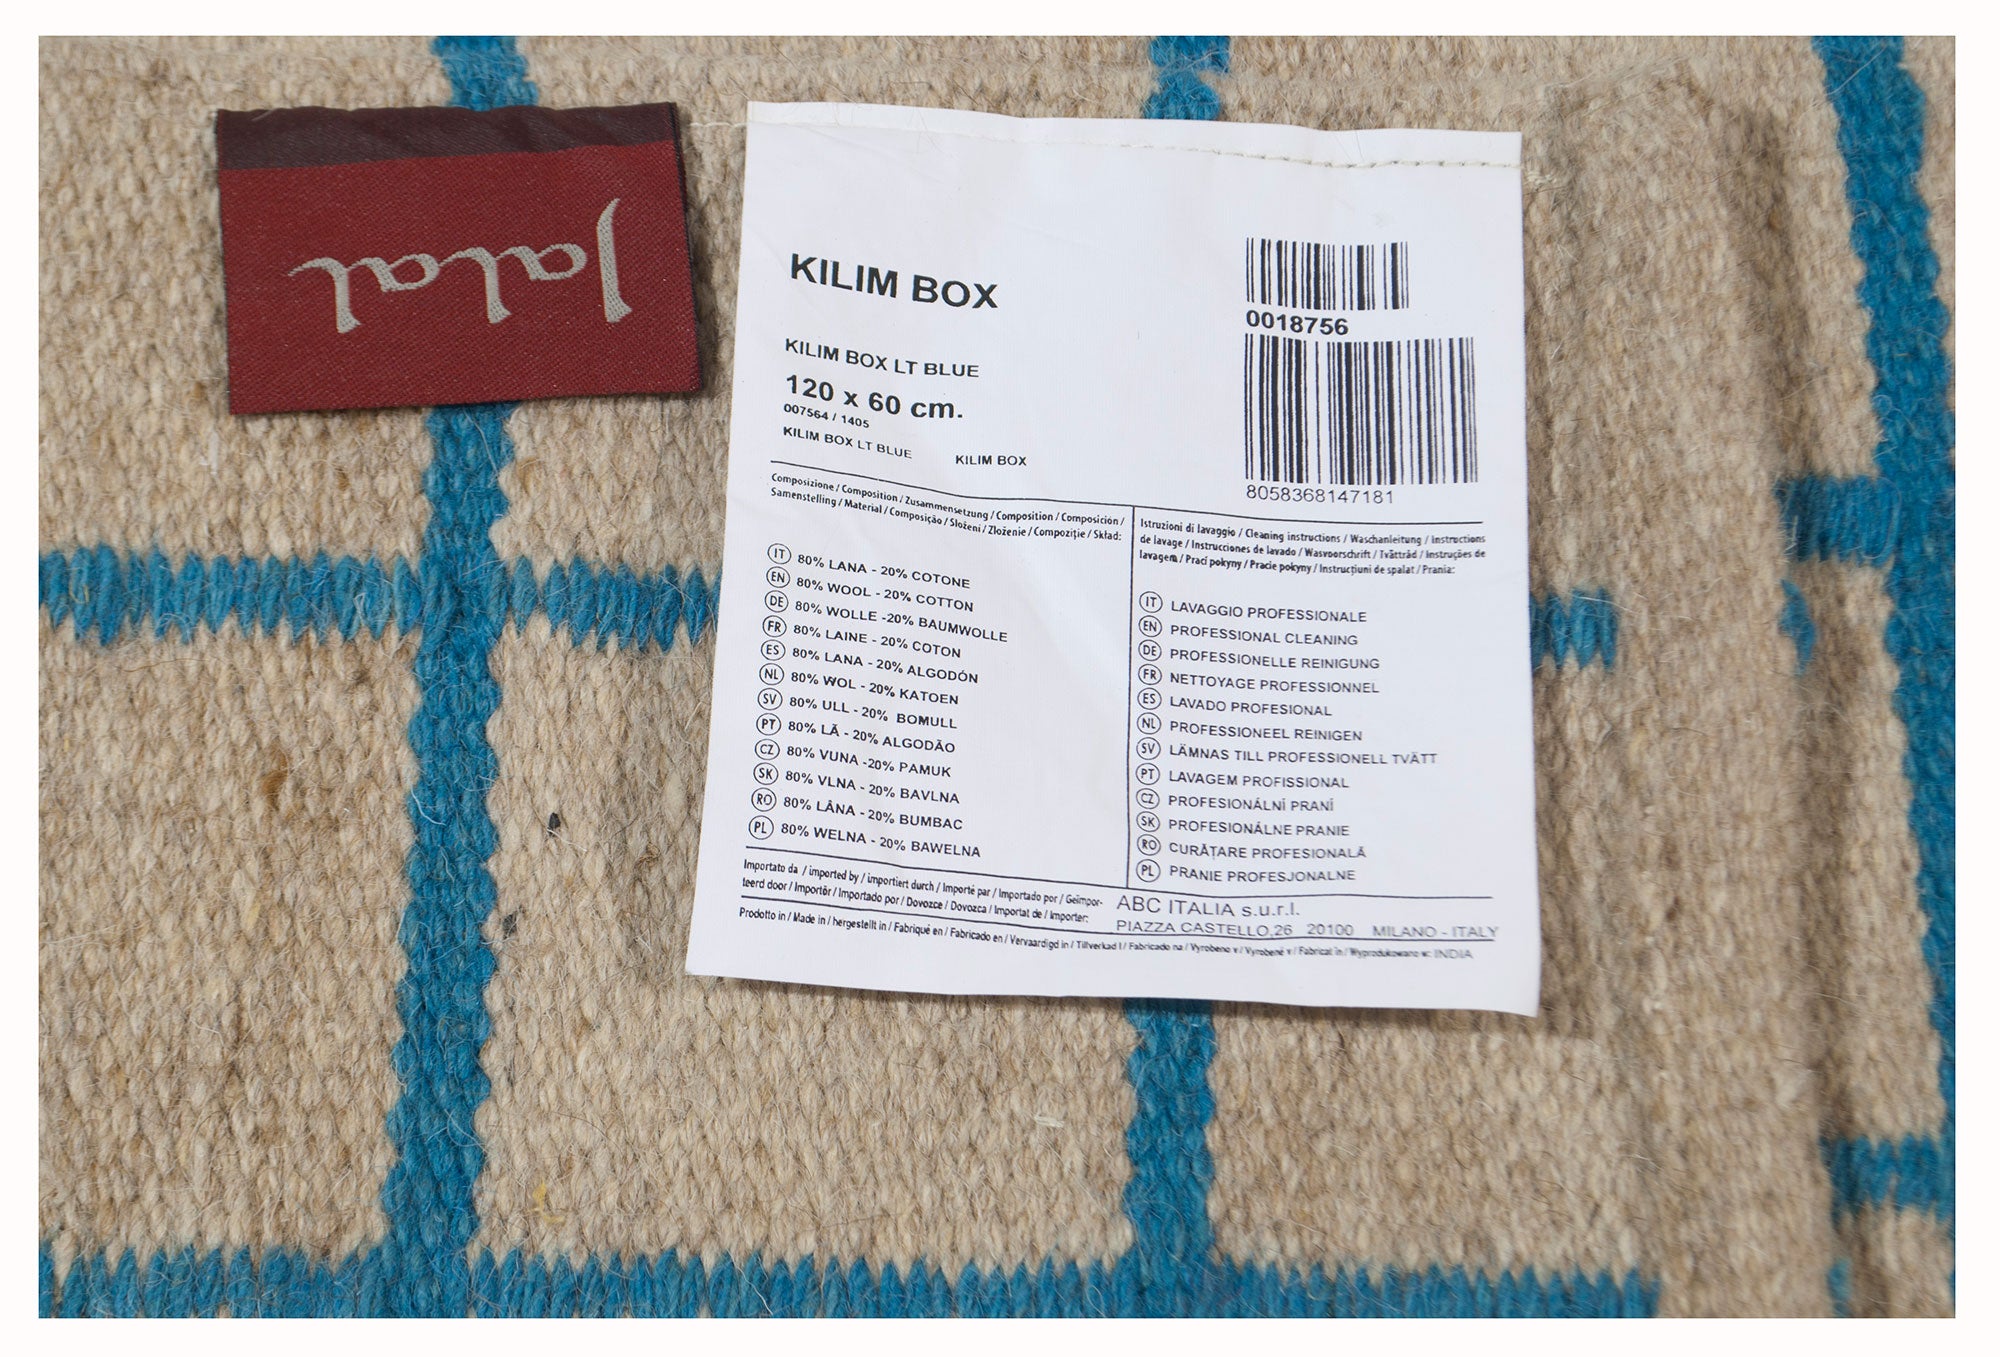 Jalal
KILIM BOX
KILIM BOX LT BLUE
120 x 60 cm.
007564 / 1405
KILIM BOX LT BLUE KILIM BOX
0018756
8058368147181
Composizione / Composition / Zusammensetzung / Composition / Composición /
Samenstelling / Material / Composição / Složení / Zloženie / Compoziţie / Skład:
IT 80% LANA - 20% COTONE
EN 80% WOOL - 20% COTTON
DE 80% WOLLE -20% BAUMWOLLE
FR 80% LAINE - 20% COTON
ES 80% LANA - 20% ALGODÓN
NL 80% WOL - 20% KATOEN
SV 80% ULL - 20% BOMULL
PT 80% LÃ - 20% ALGODÃO
CZ 80% VUNA -20% PAMUK
SK 80% VLNA - 20% BAVLNA
RO 80% LÂNA - 20% BUMBAC
PL 80% WELNA - 20% BAWELNA
Istruzioni di lavaggio / Cleaning instructions / Waschanleitung / Instructions
de lavage / Instrucciones de lavado / Wasvoorschrift / Tvättråd / Instruções de
lavagem / Prací pokyny / Pracie pokyny / Instrucţiuni de spalat / Prania:
IT LAVAGGIO PROFESSIONALE
EN PROFESSIONAL CLEANING
DE PROFESSIONELLE REINIGUNG
FR NETTOYAGE PROFESSIONNEL
ES LAVADO PROFESIONAL
NL PROFESSIONEEL REINIGEN
SV LÄMNAS TILL PROFESSIONELL TVÄTT
PT LAVAGEM PROFISSIONAL
CZ PROFESIONÁLNÍ PRANÍ
SK PROFESIONÁLNE PRANIE
RO CURĂŢARE PROFESIONALĂ
PL PRANIE PROFESJONALNE
Importato da / imported by / importiert durch / Importé par / Importado por / Geïmpor-
teerd door / Importör / Importado por / Dovozce / Dovozca / Importat de / Importer:
ABC ITALIA s.u.r.l.
PIAZZA CASTELLO,26 20100 MILANO - ITALY
Prodotto in / Made in / hergestellt in / Fabriqué en / Fabricado en / Vervaardigd in / Tillverkad i / Fabricado na / Vyrobeno v / Vyrobené v / Fabricat în / Wyprodukowano w: INDIA